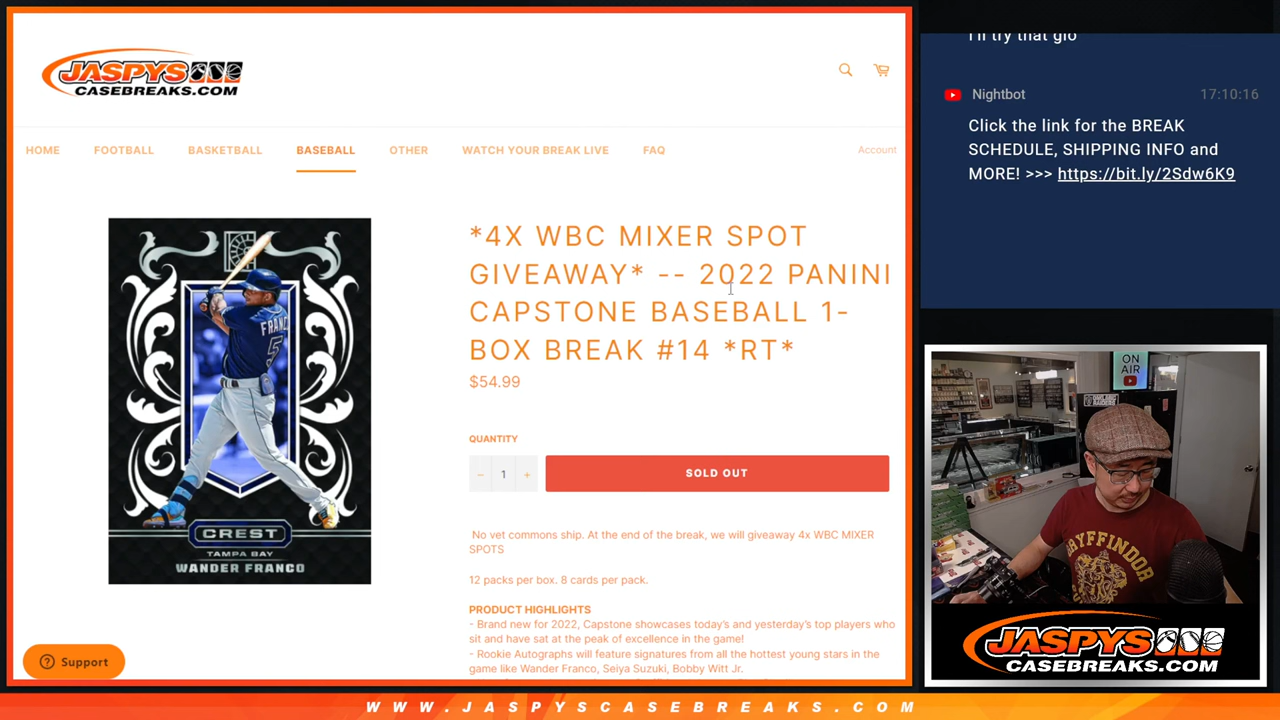 JASPYS
CASEBREAKS.COM
HOME FOOTBALL BASKETBALL BASEBALL OTHER WATCH YOUR BREAK LIVE FAQ Account
*4X WBC MIXER SPOT
GIVEAWAY* -- 2022 PANINI
CAPSTONE BASEBALL 1-
BOX BREAK #14 *RT*
$54.99
QUANTITY
− 1 + SOLD OUT
No vet commons ship. At the end of the break, we will giveaway 4x WBC MIXER
SPOTS
12 packs per box. 8 cards per pack.
PRODUCT HIGHLIGHTS
- Brand new for 2022, Capstone showcases today's and yesterday's top players who
sit and have sat at the peak of excellence in the game!
- Rookie Autographs will feature signatures from all the hottest young stars in the
game like Wander Franco, Seiya Suzuki, Bobby Witt Jr.
FRANC
5
CREST
TAMPA BAY
WANDER FRANCO
Support
I'll try that glo
Nightbot 17:10:16
Click the link for the BREAK
SCHEDULE, SHIPPING INFO and
MORE! >>> https://bit.ly/2Sdw6K9
ON
AIR
GRYFFINDOR
JASPYS
CASEBREAKS.COM
WWW.JASPYSCASEBREAKS.COM